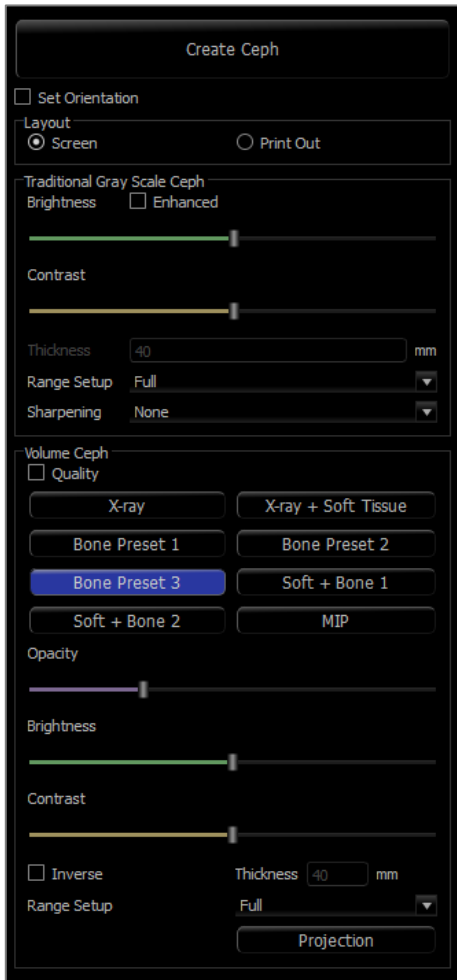 Create Ceph
Set Orientation
Layout
Screen Print Out
Traditional Gray Scale Ceph
Brightness Enhanced
Contrast
Thickness 40 mm
Range Setup Full
Sharpening None
Volume Ceph
Quality
X-ray X-ray + Soft Tissue
Bone Preset 1 Bone Preset 2
Bone Preset 3 Soft + Bone 1
Soft + Bone 2 MIP
Opacity
Brightness
Contrast
Inverse Thickness 40 mm
Range Setup Full
Projection